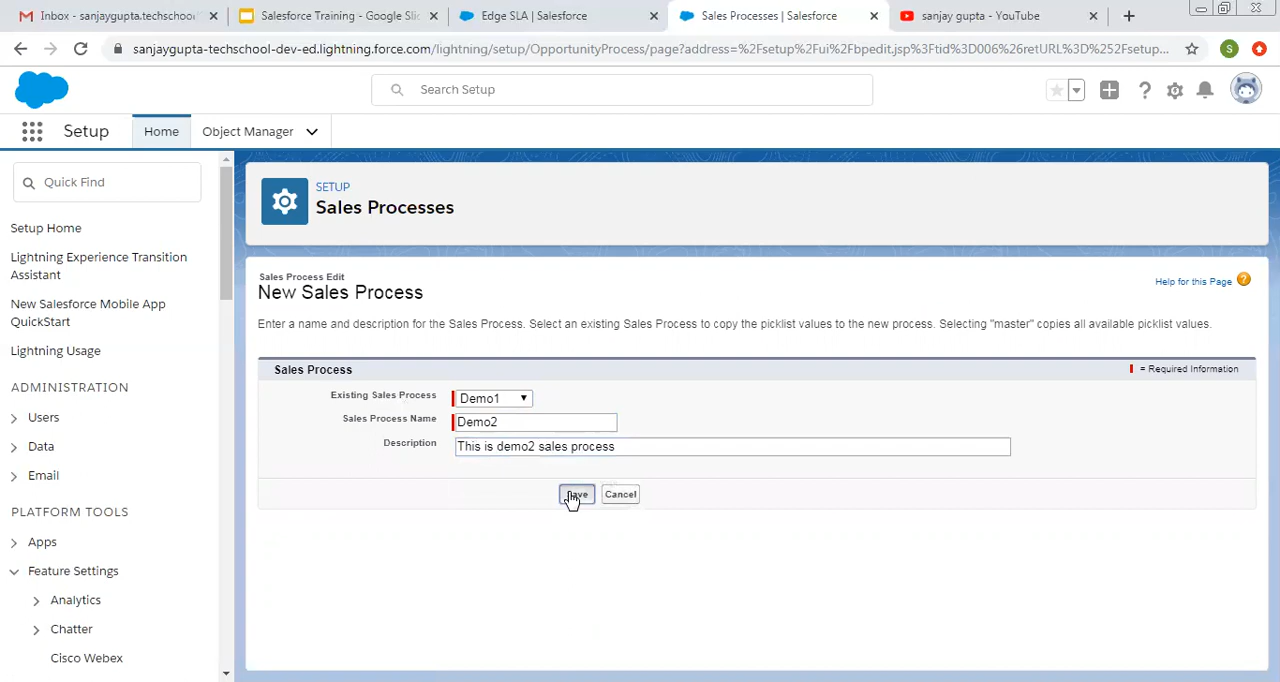 Inbox - sanjaygupta.techschool
Salesforce Training - Google Sli
Edge SLA | Salesforce
Sales Processes | Salesforce
sanjay gupta - YouTube
sanjaygupta-techschool-dev-ed.lightning.force.com/lightning/setup/OpportunityProcess/page?address=%2Fsetup%2Fui%2Fbpedit.jsp%3Ftid%3D006%26retURL%3D%252Fsetup...
S
Search Setup
Setup
Home
Object Manager
Quick Find
Setup Home
Lightning Experience Transition
Assistant
New Salesforce Mobile App
QuickStart
Lightning Usage
ADMINISTRATION
Users
Data
Email
PLATFORM TOOLS
Apps
Feature Settings
Analytics
Chatter
Cisco Webex
SETUP
Sales Processes
Sales Process Edit
New Sales Process
Help for this Page
Enter a name and description for the Sales Process. Select an existing Sales Process to copy the picklist values to the new process. Selecting "master" copies all available picklist values.
Sales Process
= Required Information
Existing Sales Process
Demo1
Sales Process Name
Demo2
Description
This is demo2 sales process
Save
Cancel